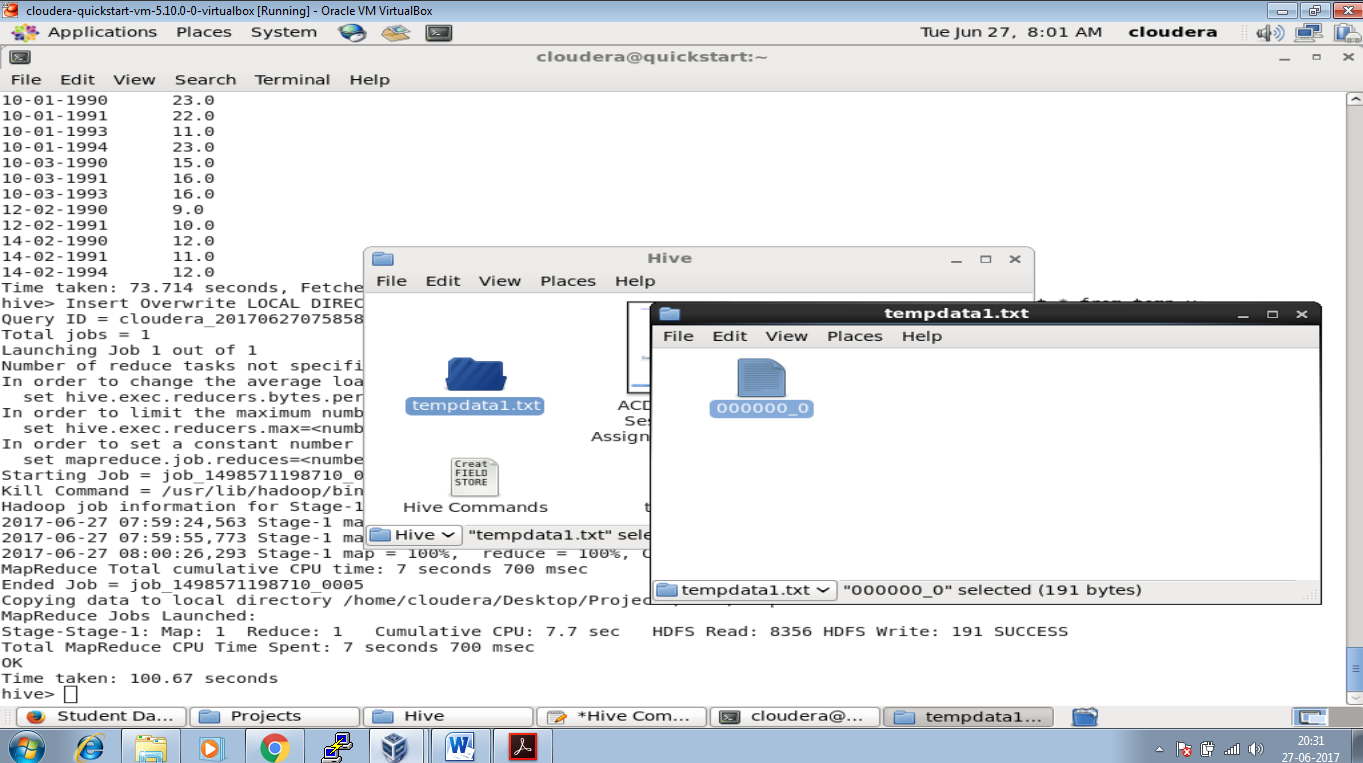 cloudera-quickstart-vm-5.10.0-0-virtualbox [Running] - Oracle VM VirtualBox
Applications Places System Tue Jun 27, 8:01 AM cloudera
cloudera@quickstart:~
File Edit View Search Terminal Help
10-01-1990 23.0
10-01-1991 22.0
10-01-1993 11.0
10-01-1994 23.0
10-03-1990 15.0
10-03-1991 16.0
10-03-1993 16.0
12-02-1990 9.0
12-02-1991 10.0
14-02-1990 12.0
14-02-1991 11.0
14-02-1994 12.0
Time taken: 73.714 seconds, Fetche
hive> Insert Overwrite LOCAL DIREC
Query ID = cloudera_20170627075858
Total jobs = 1
Launching Job 1 out of 1
Number of reduce tasks not specifi
In order to change the average loa
set hive.exec.reducers.bytes.per
In order to limit the maximum numb
set hive.exec.reducers.max=<numb
In order to set a constant number
set mapreduce.job.reduces=<numbe
Starting Job = job_1498571198710_0
Kill Command = /usr/lib/hadoop/bin
Hadoop job information for Stage-1
2017-06-27 07:59:24,563 Stage-1 ma
2017-06-27 07:59:55,773 Stage-1 ma
2017-06-27 08:00:26,293 Stage-1 map = 100%, reduce = 100%, C
MapReduce Total cumulative CPU time: 7 seconds 700 msec
Ended Job = job_1498571198710_0005
Copying data to local directory /home/cloudera/Desktop/Projec
MapReduce Jobs Launched:
Stage-Stage-1: Map: 1 Reduce: 1 Cumulative CPU: 7.7 sec HDFS Read: 8356 HDFS Write: 191 SUCCESS
Total MapReduce CPU Time Spent: 7 seconds 700 msec
OK
Time taken: 100.67 seconds
hive>
Hive
File Edit View Places Help
tempdata1.txt
ACD
Ses
Assign
Creat
FIELD
STORE
Hive Commands
Hive "tempdata1.txt" sele
tempdata1.txt
File Edit View Places Help
000000_0
tempdata1.txt "000000_0" selected (191 bytes)
Student Da... Projects Hive *Hive Com... cloudera@... tempdata1...
20:31
27-06-2017